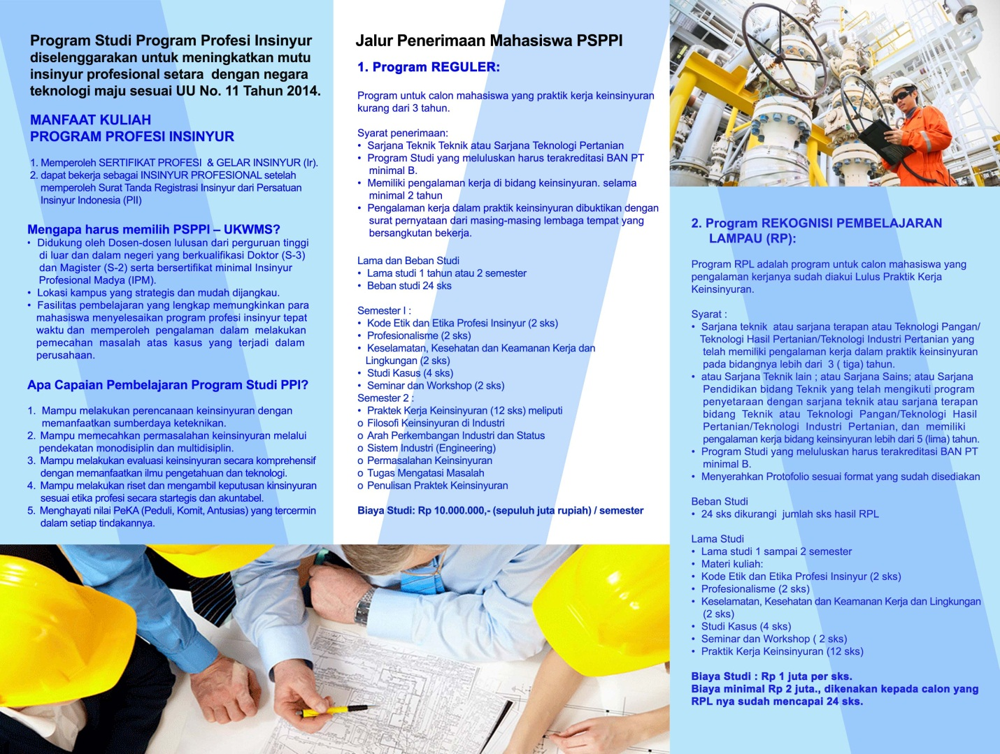 Program Studi Program Profesi Insinyur
diselenggarakan untuk meningkatkan mutu
insinyur profesional setara dengan negara
teknologi maju sesuai UU No. 11 Tahun 2014.
MANFAAT KULIAH
PROGRAM PROFESI INSINYUR
1. Memperoleh SERTIFIKAT PROFESI & GELAR INSINYUR (Ir).
2. dapat bekerja sebagai INSINYUR PROFESIONAL setelah
memperoleh Surat Tanda Registrasi Insinyur dari Persatuan
Insinyur Indonesia (PII)
Mengapa harus memilih PSPPI – UKWMS?
• Didukung oleh Dosen-dosen lulusan dari perguruan tinggi
di luar dan dalam negeri yang berkualifikasi Doktor (S-3)
dan Magister (S-2) serta bersertifikat minimal Insinyur
Profesional Madya (IPM).
• Lokasi kampus yang strategis dan mudah dijangkau.
• Fasilitas pembelajaran yang lengkap memungkinkan para
mahasiswa menyelesaikan program profesi insinyur tepat
waktu dan memperoleh pengalaman dalam melakukan
pemecahan masalah atas kasus yang terjadi dalam
perusahaan.
Apa Capaian Pembelajaran Program Studi PPI?
1. Mampu melakukan perencanaan keinsinyuran dengan
memanfaatkan sumberdaya keteknikan.
2. Mampu memecahkan permasalahan keinsinyuran melalui
pendekatan monodisiplin dan multidisiplin.
3. Mampu melakukan evaluasi keinsinyuran secara komprehensif
dengan memanfaatkan ilmu pengetahuan dan teknologi.
4. Mampu melakukan riset dan mengambil keputusan kinsinyuran
sesuai etika profesi secara startegis dan akuntabel.
5. Menghayati nilai PeKA (Peduli, Komit, Antusias) yang tercermin
dalam setiap tindakannya.
Jalur Penerimaan Mahasiswa PSPPI
1. Program REGULER:
Program untuk calon mahasiswa yang praktik kerja keinsinyuran
kurang dari 3 tahun.
Syarat penerimaan:
• Sarjana Teknik Teknik atau Sarjana Teknologi Pertanian
• Program Studi yang meluluskan harus terakreditasi BAN PT
minimal B.
• Memiliki pengalaman kerja di bidang keinsinyuran. selama
minimal 2 tahun
• Pengalaman kerja dalam praktik keinsinyuran dibuktikan dengan
surat pernyataan dari masing-masing lembaga tempat yang
bersangkutan bekerja.
Lama dan Beban Studi
• Lama studi 1 tahun atau 2 semester
• Beban studi 24 sks
Semester I :
• Kode Etik dan Etika Profesi Insinyur (2 sks)
• Profesionalisme (2 sks)
• Keselamatan, Kesehatan dan Keamanan Kerja dan
Lingkungan (2 sks)
• Studi Kasus (4 sks)
• Seminar dan Workshop (2 sks)
Semester 2 :
• Praktek Kerja Keinsinyuran (12 sks) meliputi
o Filosofi Keinsinyuran di Industri
o Arah Perkembangan Industri dan Status
o Sistem Industri (Engineering)
o Permasalahan Keinsinyuran
o Tugas Mengatasi Masalah
o Penulisan Praktek Keinsinyuran
Biaya Studi: Rp 10.000.000,- (sepuluh juta rupiah) / semester
2. Program REKOGNISI PEMBELAJARAN
LAMPAU (RP):
Program RPL adalah program untuk calon mahasiswa yang
pengalaman kerjanya sudah diakui Lulus Praktik Kerja
Keinsinyuran.
Syarat :
• Sarjana teknik atau sarjana terapan atau Teknologi Pangan/
Teknologi Hasil Pertanian/Teknologi Industri Pertanian yang
telah memiliki pengalaman kerja dalam praktik keinsinyuran
pada bidangnya lebih dari 3 ( tiga) tahun.
• atau Sarjana Teknik lain ; atau Sarjana Sains; atau Sarjana
Pendidikan bidang Teknik yang telah mengikuti program
penyetaraan dengan sarjana teknik atau sarjana terapan
bidang Teknik atau Teknologi Pangan/Teknologi Hasil
Pertanian/Teknologi Industri Pertanian, dan memiliki
pengalaman kerja bidang keinsinyuran lebih dari 5 (lima) tahun.
• Program Studi yang meluluskan harus terakreditasi BAN PT
minimal B.
• Menyerahkan Protofolio sesuai format yang sudah disediakan
Beban Studi
• 24 sks dikurangi jumlah sks hasil RPL
Lama Studi
• Lama studi 1 sampai 2 semester
• Materi kuliah:
• Kode Etik dan Etika Profesi Insinyur (2 sks)
• Profesionalisme (2 sks)
• Keselamatan, Kesehatan dan Keamanan Kerja dan Lingkungan
(2 sks)
• Studi Kasus (4 sks)
• Seminar dan Workshop ( 2 sks)
• Praktik Kerja Keinsinyuran (12 sks)
Biaya Studi : Rp 1 juta per sks.
Biaya minimal Rp 2 juta., dikenakan kepada calon yang
RPL nya sudah mencapai 24 sks.